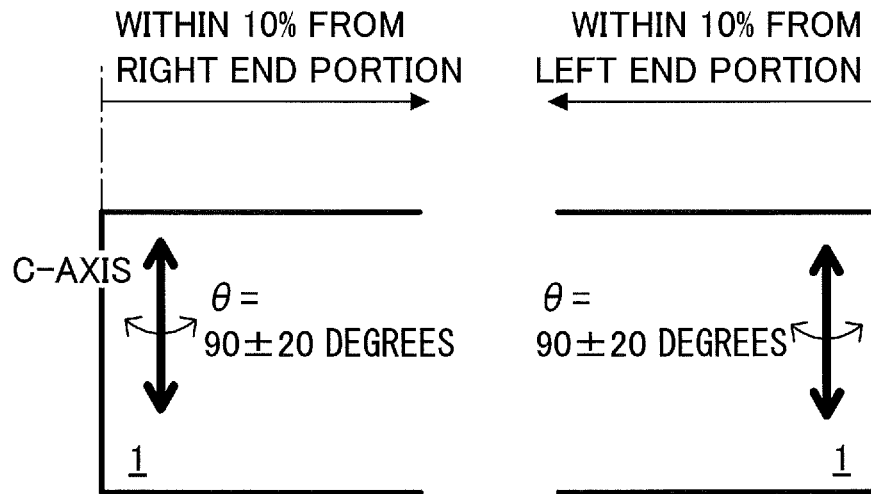 WITHIN 10% FROM
RIGHT END PORTION
WITHIN 10% FROM
LEFT END PORTION
C-AXIS
θ=
90±20 DEGREES
θ=
90±20 DEGREES
1
1